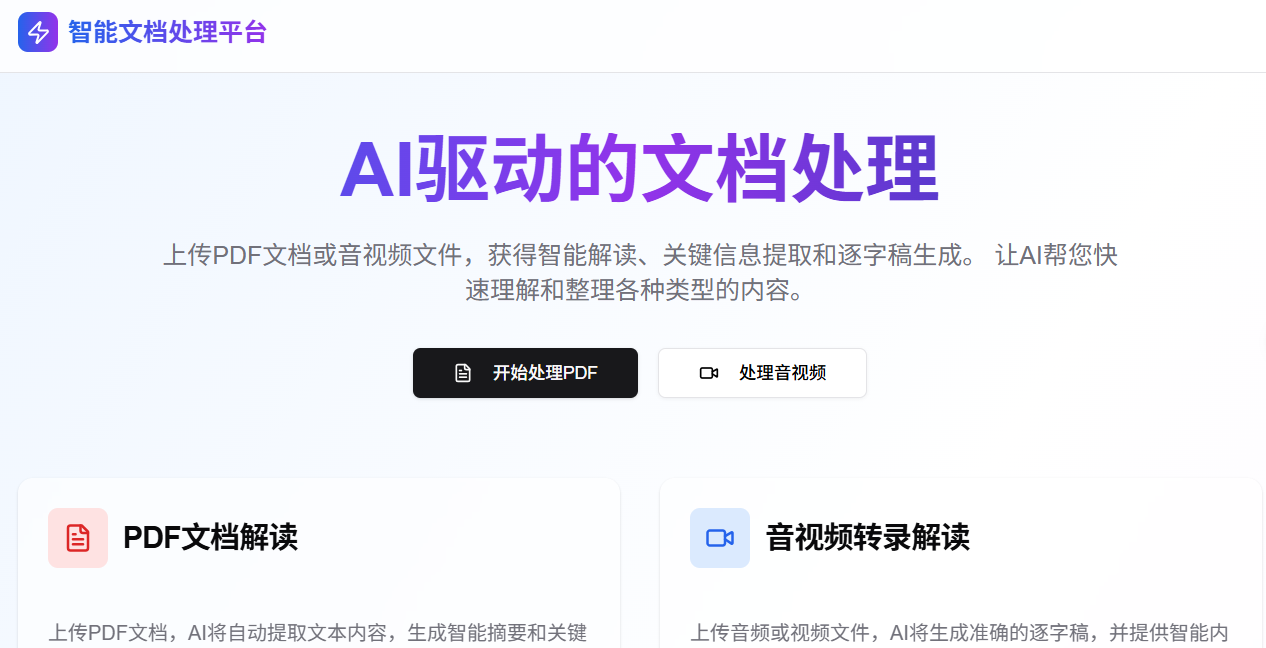 智能文档处理平台
AI驱动的文档处理
上传PDF文档或音视频文件，获得智能解读、关键信息提取和逐字稿生成。 让AI帮您快
速理解和整理各种类型的内容。
开始处理PDF
处理音视频
PDF文档解读
上传PDF文档，AI将自动提取文本内容，生成智能摘要和关键
音视频转录解读
上传音频或视频文件，AI将生成准确的逐字稿，并提供智能内